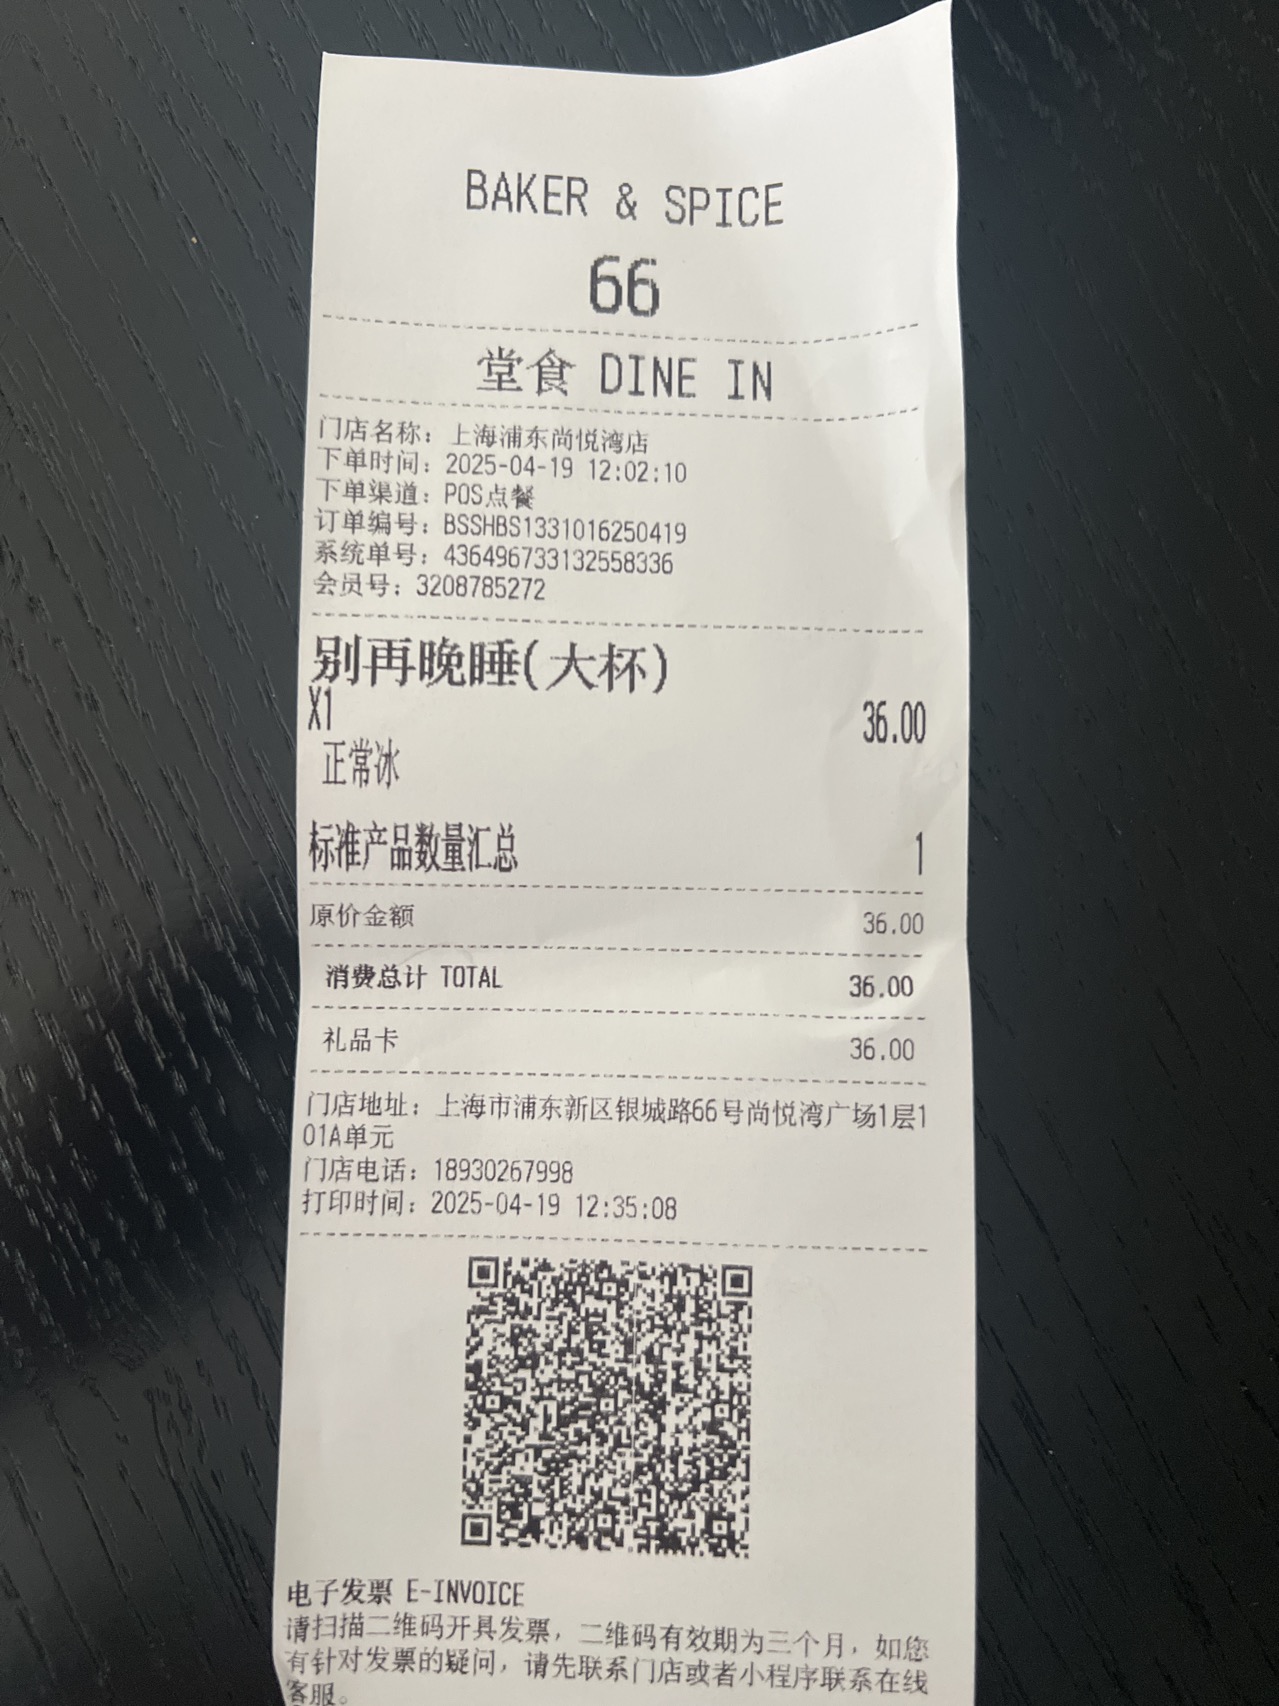 BAKER & SPICE
66
堂食 DINE IN
门店名称：上海浦东尚悦湾店
下单时间：2025-04-19 12:02:10
下单渠道：POS点餐
订单编号：BSSHBS1331016250419
系统单号：436496733132558336
会员号：3208785272
别再晚睡(大杯)
X1 36.00
正常冰
标准产品数量汇总 1
原价金额 36.00
消费总计 TOTAL 36.00
礼品卡 36.00
门店地址：上海市浦东新区银城路66号尚悦湾广场1层1
01A单元
门店电话：18930267998
打印时间：2025-04-19 12:35:08
电子发票 E-INVOICE
请扫描二维码开具发票，二维码有效期为三个月，如您
有针对发票的疑问，请先联系门店或者小程序联系在线
客服。